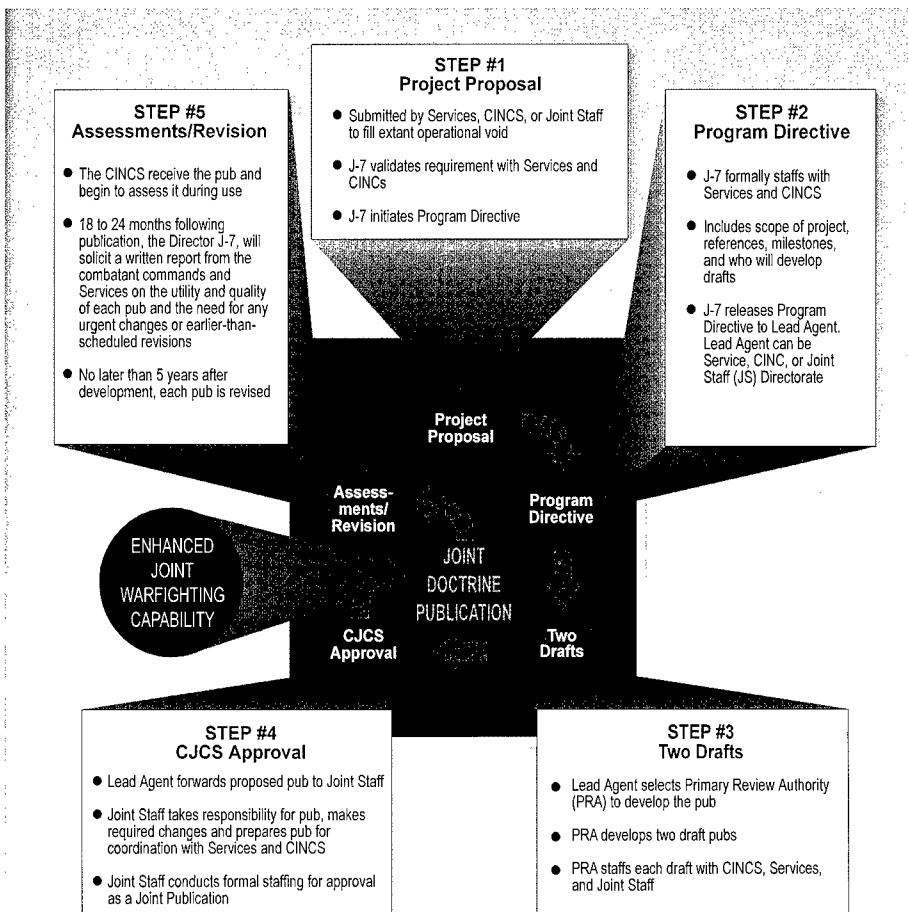 STEP #1
Project Proposal
● Submitted by Services, CINCS, or Joint Staff
to fill extant operational void
● J-7 validates requirement with Services and
CINCs
● J-7 initiates Program Directive
STEP #2
Program Directive
● J-7 formally staffs with
Services and CINCS
● Includes scope of project,
references, milestones,
and who will develop
drafts
● J-7 releases Program
Directive to Lead Agent.
Lead Agent can be
Service, CINC, or Joint
Staff (JS) Directorate
STEP #3
Two Drafts
● Lead Agent selects Primary Review Authority
(PRA) to develop the pub
● PRA develops two draft pubs
● PRA staffs each draft with CINCS, Services,
and Joint Staff
STEP #4
CJCS Approval
● Lead Agent forwards proposed pub to Joint Staff
● Joint Staff takes responsibility for pub, makes
required changes and prepares pub for
coordination with Services and CINCS
● Joint Staff conducts formal staffing for approval
as a Joint Publication
STEP #5
Assessments/Revision
● The CINCS receive the pub and
begin to assess it during use
● 18 to 24 months following
publication, the Director J-7, will
solicit a written report from the
combatant commands and
Services on the utility and quality
of each pub and the need for any
urgent changes or earlier-than-
scheduled revisions
● No later than 5 years after
development, each pub is revised
Project
Proposal
Program
Directive
Two
Drafts
CJCS
Approval
Assess-
ments/
Revision
JOINT
DOCTRINE
PUBLICATION
ENHANCED
JOINT
WARFIGHTING
CAPABILITY